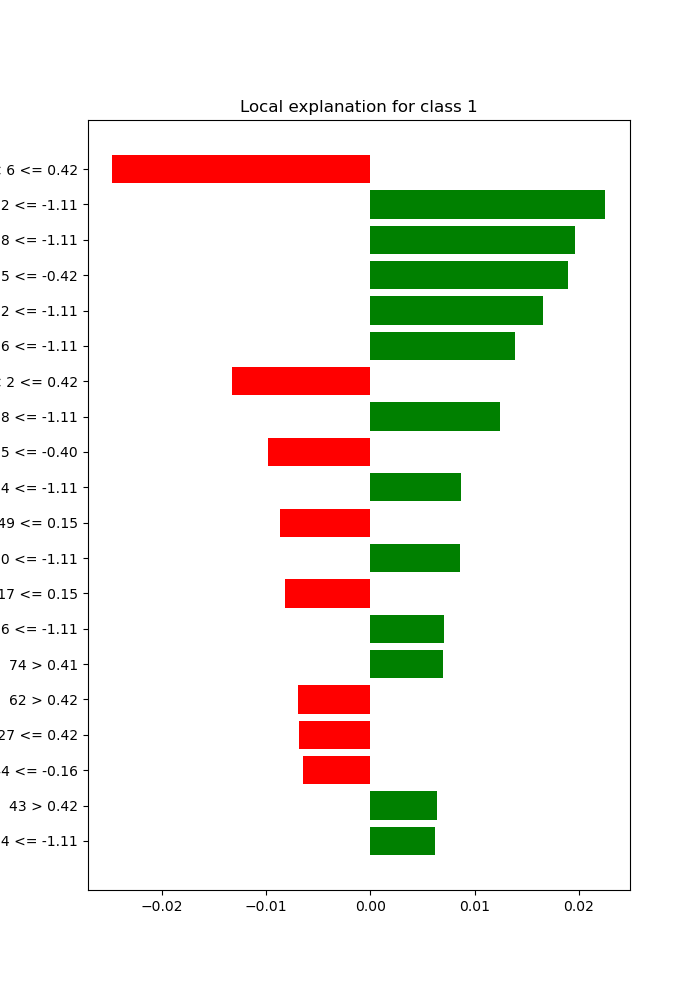 Local explanation for class 1
6 <= 0.42
2 <= -1.11
8 <= -1.11
5 <= -0.42
2 <= -1.11
6 <= -1.11
2 <= 0.42
8 <= -1.11
5 <= -0.40
4 <= -1.11
49 <= 0.15
0 <= -1.11
17 <= 0.15
6 <= -1.11
74 > 0.41
62 > 0.42
27 <= 0.42
4 <= -0.16
43 > 0.42
4 <= -1.11
−0.02 −0.01 0.00 0.01 0.02